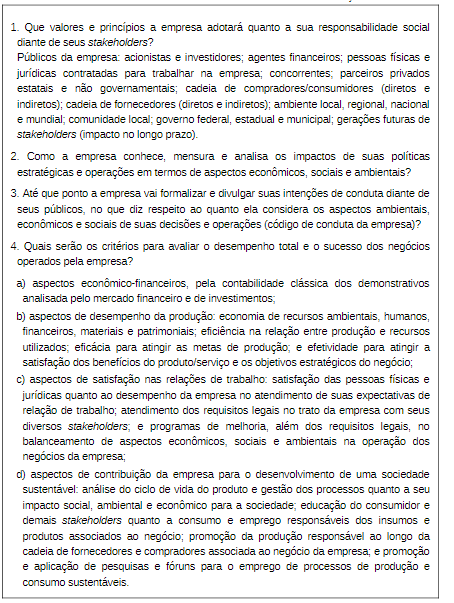 1. Que valores e princípios a empresa adotará quanto a sua responsabilidade social
diante de seus stakeholders?
Públicos da empresa: acionistas e investidores; agentes financeiros; pessoas físicas e
jurídicas contratadas para trabalhar na empresa; concorrentes; parceiros privados
estatais e não governamentais; cadeia de compradores/consumidores (diretos e
indiretos); cadeia de fornecedores (diretos e indiretos); ambiente local, regional, nacional
e mundial; comunidade local; governo federal, estadual e municipal; gerações futuras de
stakeholders (impacto no longo prazo).
2. Como a empresa conhece, mensura e analisa os impactos de suas políticas
estratégicas e operações em termos de aspectos econômicos, sociais e ambientais?
3. Até que ponto a empresa vai formalizar e divulgar suas intenções de conduta diante de
seus públicos, no que diz respeito ao quanto ela considera os aspectos ambientais,
econômicos e sociais de suas decisões e operações (código de conduta da empresa)?
4. Quais serão os critérios para avaliar o desempenho total e o sucesso dos negócios
operados pela empresa?
a) aspectos econômico-financeiros, pela contabilidade clássica dos demonstrativos
analisada pelo mercado financeiro e de investimentos;
b) aspectos de desempenho da produção: economia de recursos ambientais, humanos,
financeiros, materiais e patrimoniais; eficiência na relação entre produção e recursos
utilizados; eficácia para atingir as metas de produção; e efetividade para atingir a
satisfação dos benefícios do produto/serviço e os objetivos estratégicos do negócio;
c) aspectos de satisfação nas relações de trabalho: satisfação das pessoas físicas e
jurídicas quanto ao desempenho da empresa no atendimento de suas expectativas de
relação de trabalho; atendimento dos requisitos legais no trato da empresa com seus
diversos stakeholders; e programas de melhoria, além dos requisitos legais, no
balanceamento de aspectos econômicos, sociais e ambientais na operação dos
negócios da empresa;
d) aspectos de contribuição da empresa para o desenvolvimento de uma sociedade
sustentável: análise do ciclo de vida do produto e gestão dos processos quanto a seu
impacto social, ambiental e econômico para a sociedade; educação do consumidor e
demais stakeholders quanto a consumo e emprego responsáveis dos insumos e
produtos associados ao negócio; promoção da produção responsável ao longo da
cadeia de fornecedores e compradores associada ao negócio da empresa; e promoção
e aplicação de pesquisas e fóruns para o emprego de processos de produção e
consumo sustentáveis.